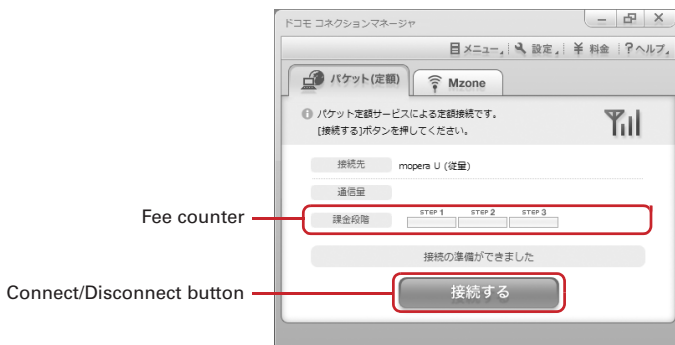 ドコモ コネクションマネージャ
メニュー 設定 ¥ 料金 ? ヘルプ
パケット(定額) Mzone
パケット定額サービスによる定額接続です。
[接続する]ボタンを押してください。
接続先 mopera U (従量)
通信量
Fee counter 課金段階 STEP 1 STEP 2 STEP 3
接続の準備ができました
Connect/Disconnect button 接続する